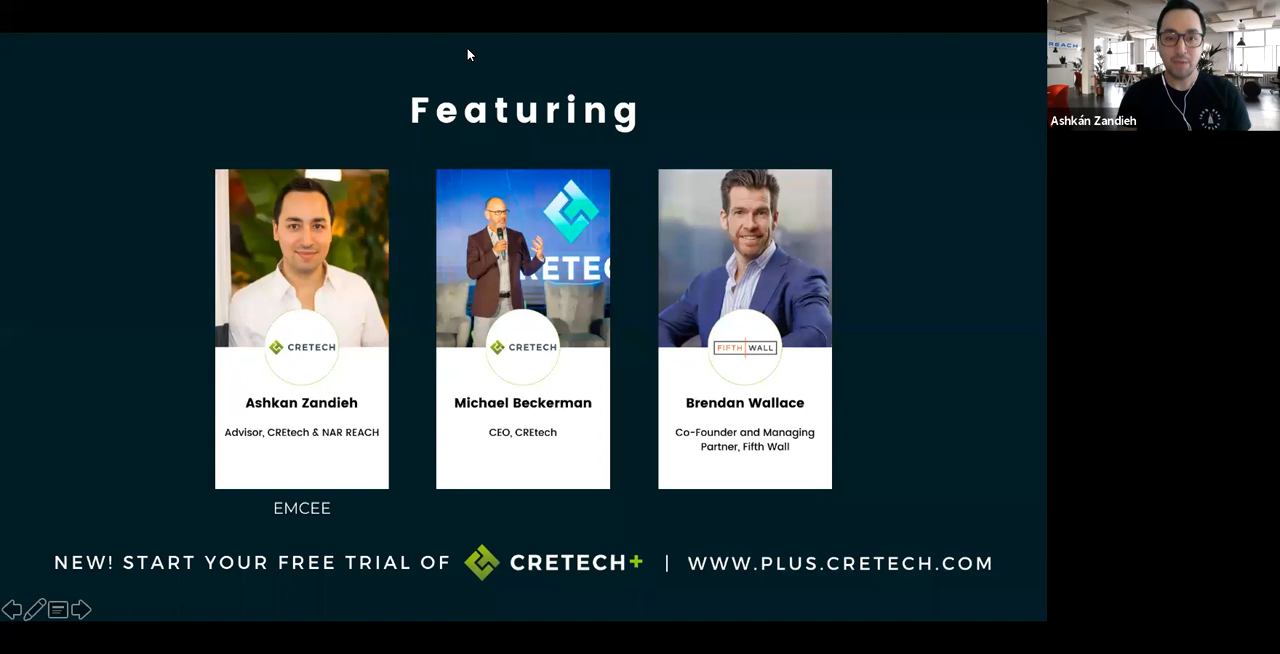 Featuring
CRETECH
CRETECH
FIFTH WALL
Ashkan Zandieh
Advisor, CREtech & NAR REACH
Michael Beckerman
CEO, CREtech
Brendan Wallace
Co-Founder and Managing
Partner, Fifth Wall
EMCEE
NEW! START YOUR FREE TRIAL OF CRETECH+ | WWW.PLUS.CRETECH.COM
REACH
Ashkán Zandieh